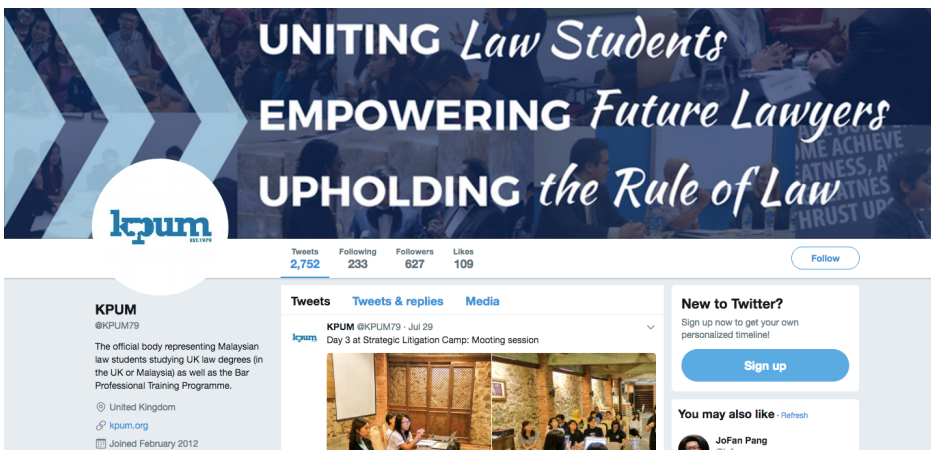 UNITING Law Students
EMPOWERING Future Lawyers
UPHOLDING the Rule of Law
ME ACHIEVE
THRUST UP
kpum
EST.1979
Tweets Following Followers Likes
2,752 233 627 109
Follow
KPUM
@KPUM79
The official body representing Malaysian
law students studying UK law degrees (in
the UK or Malaysia) as well as the Bar
Professional Training Programme.
United Kingdom
kpum.org
Joined February 2012
Tweets Tweets & replies Media
kpum
KPUM @KPUM79 · Jul 29
Day 3 at Strategic Litigation Camp: Mooting session
New to Twitter?
Sign up now to get your own
personalized timeline!
Sign up
You may also like · Refresh
JoFan Pang